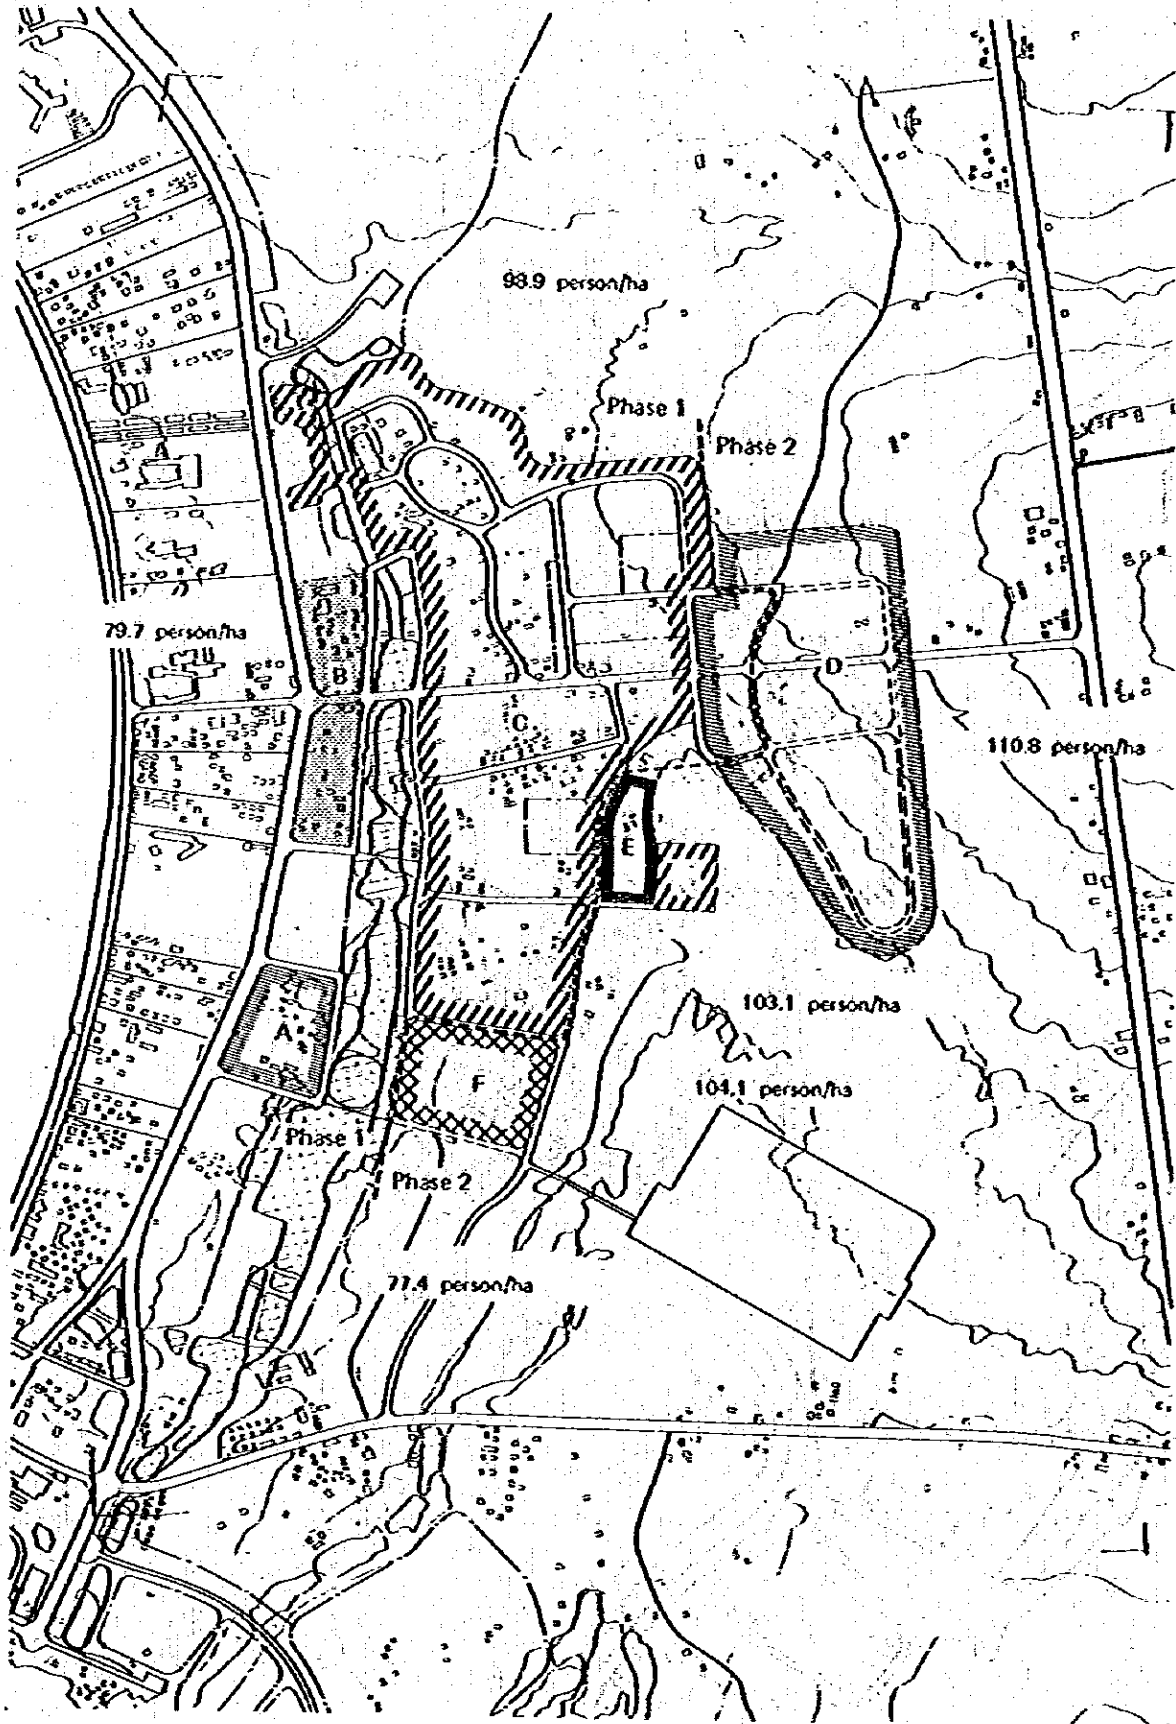 98.9 person/ha
Phase 1
Phase 2
79.7 person/ha
B
D
C
110.8 person/ha
E
103.1 person/ha
A
F
104.1 person/ha
Phase 1
Phase 2
77.4 person/ha